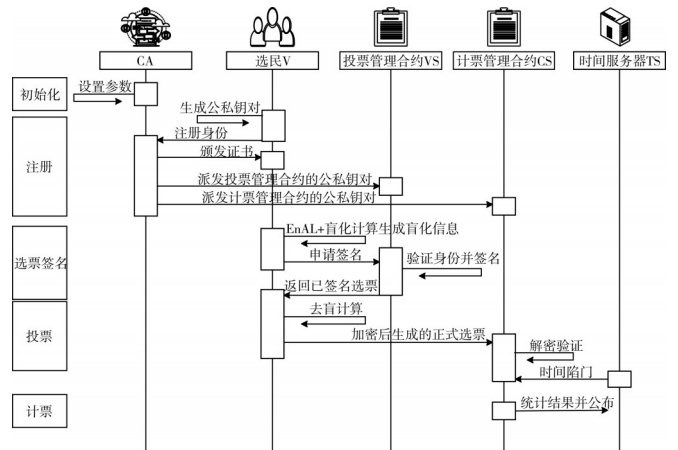 CA
选民V
投票管理合约VS
计票管理合约CS
时间服务器TS
初始化
设置参数
生成公私钥对
注册身份
注册
颁发证书
派发投票管理合约的公私钥对
派发计票管理合约的公私钥对
EnAL+盲化计算生成盲化信息
选票签名
申请签名
验证身份并签名
返回已签名选票
去盲计算
投票
加密后生成的正式选票
解密验证
时间陷门
计票
统计结果并公布